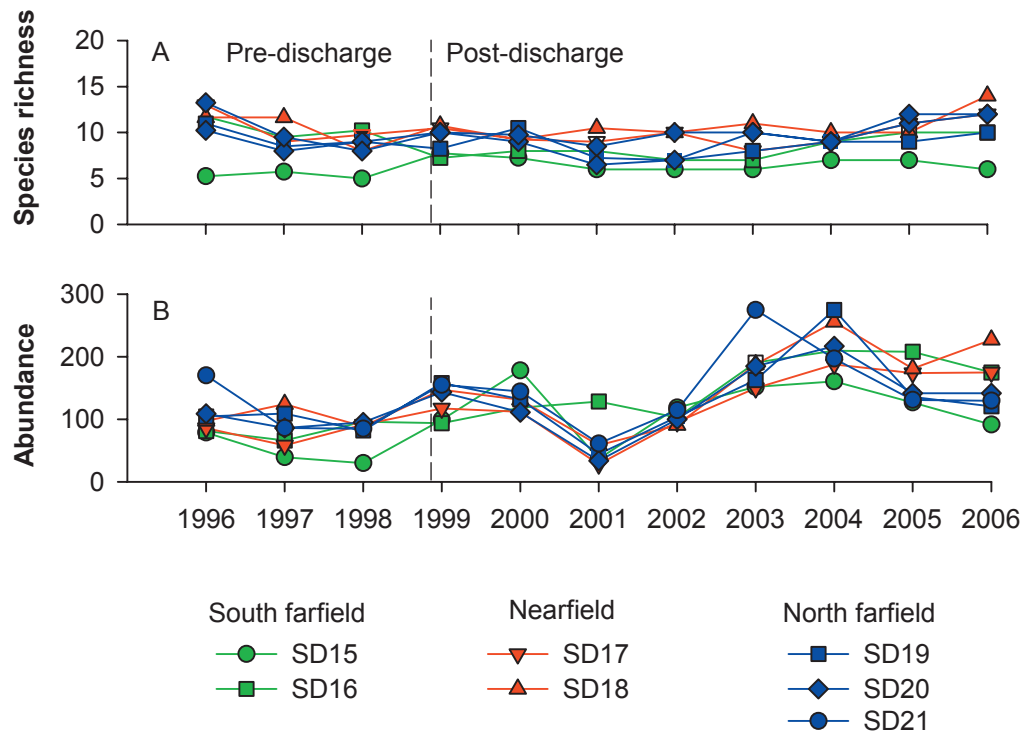 A Pre-discharge Post-discharge
Species richness
20
15
10
5
0
B
Abundance
300
200
100
0
1996 1997 1998 1999 2000 2001 2002 2003 2004 2005 2006
South farfield Nearfield North farfield
SD15 SD17 SD19
SD16 SD18 SD20
SD21